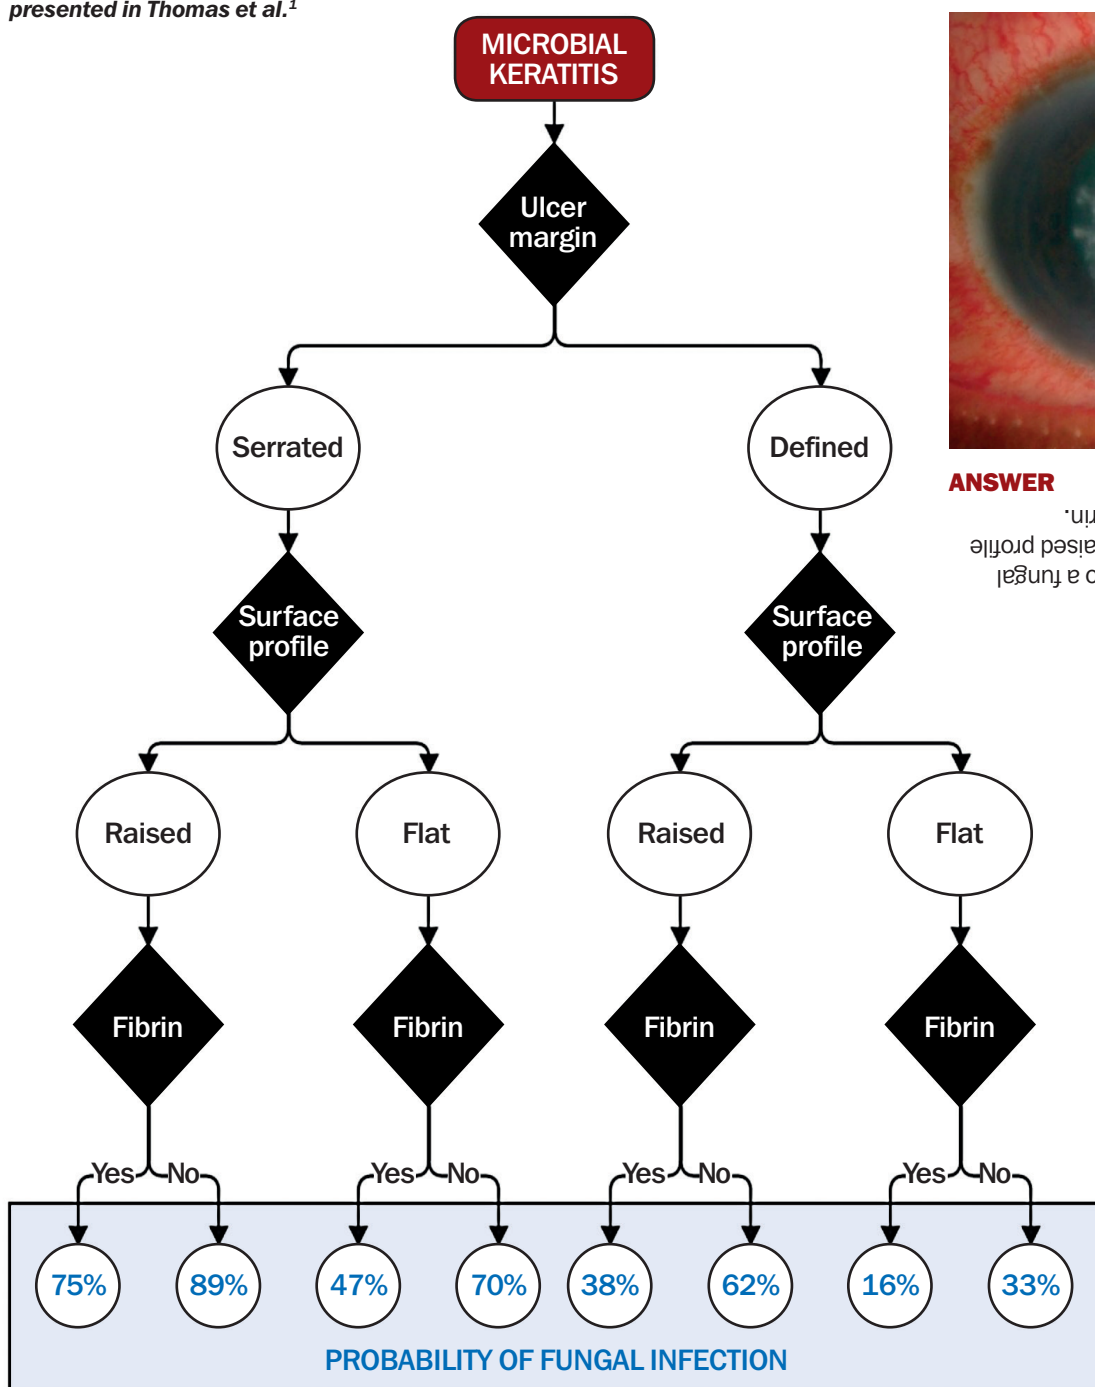 presented in Thomas et al.¹
MICROBIAL
KERATITIS
Ulcer
margin
Serrated
Defined
Surface
profile
Surface
profile
Raised
Flat
Raised
Flat
Fibrin
Fibrin
Fibrin
Fibrin
Yes No
Yes No
Yes No
Yes No
75% 89% 47% 70% 38% 62% 16% 33%
PROBABILITY OF FUNGAL INFECTION
ANSWER
a fungal
profile